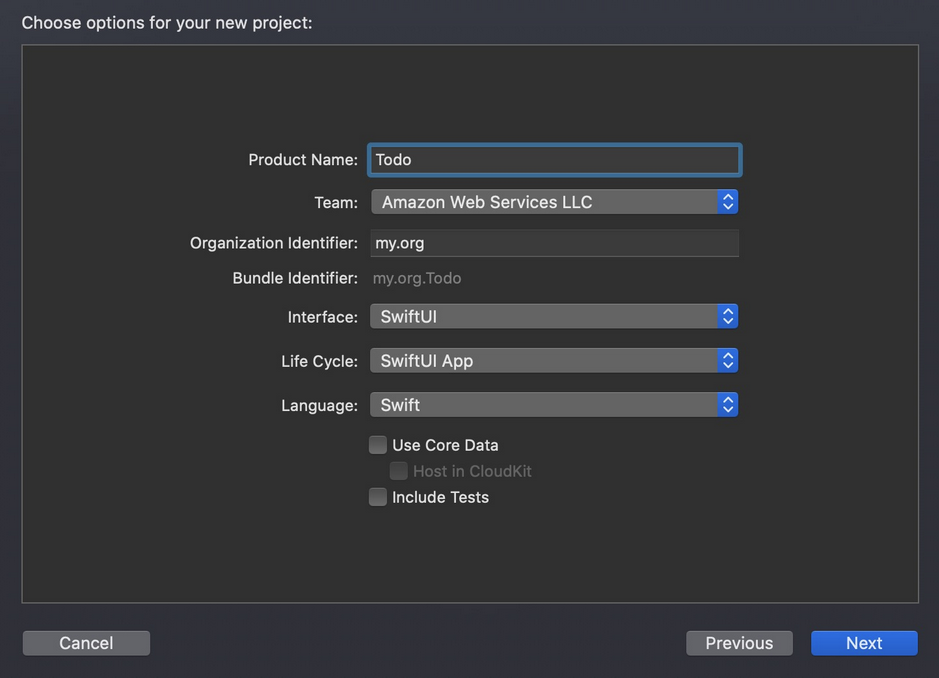 Choose options for your new project:
Product Name: Todo
Team: Amazon Web Services LLC
Organization Identifier: my.org
Bundle Identifier: my.org.Todo
Interface: SwiftUI
Life Cycle: SwiftUI App
Language: Swift
Use Core Data
Host in CloudKit
Include Tests
Cancel Previous Next